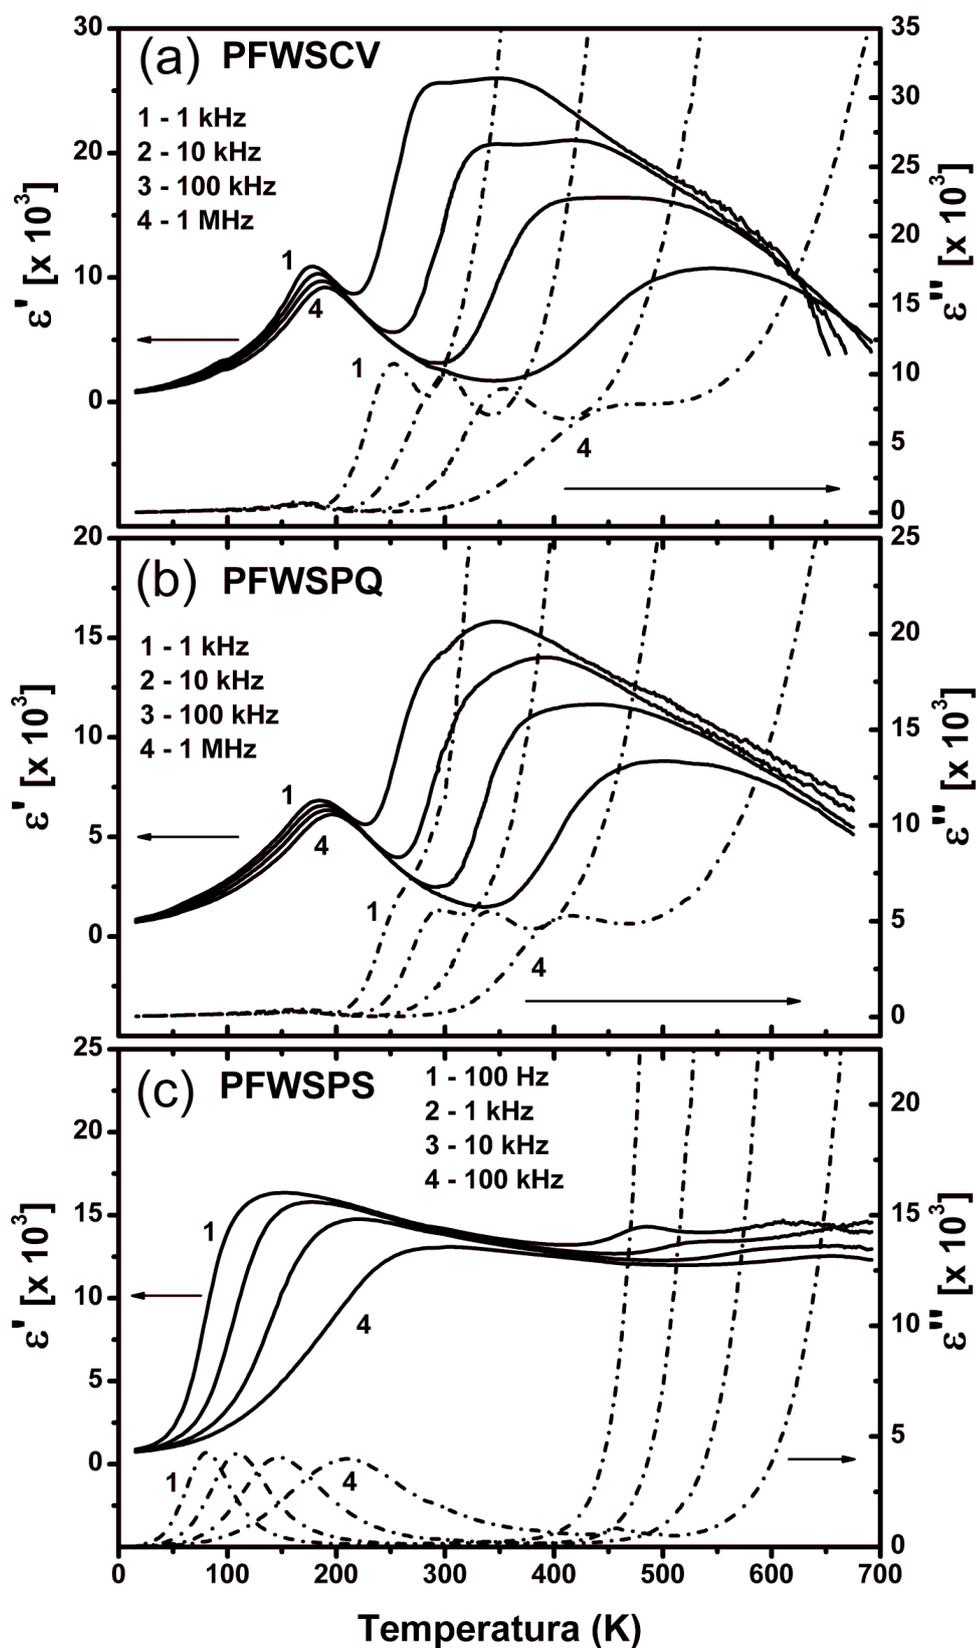 (a) PFWSCV
1 - 1 kHz
2 - 10 kHz
3 - 100 kHz
4 - 1 MHz
30
20
10
0
ε' [x 10³]
35
30
25
20
15
10
5
0
ε'' [x 10³]
1
4
1
4
(b) PFWSPQ
1 - 1 kHz
2 - 10 kHz
3 - 100 kHz
4 - 1 MHz
20
15
10
5
0
ε' [x 10³]
25
20
15
10
5
0
ε'' [x 10³]
1
4
1
4
(c) PFWSPS
1 - 100 Hz
2 - 1 kHz
3 - 10 kHz
4 - 100 kHz
25
20
15
10
5
0
ε' [x 10³]
20
15
10
5
0
ε'' [x 10³]
1
4
1
4
0 100 200 300 400 500 600 700
Temperatura (K)